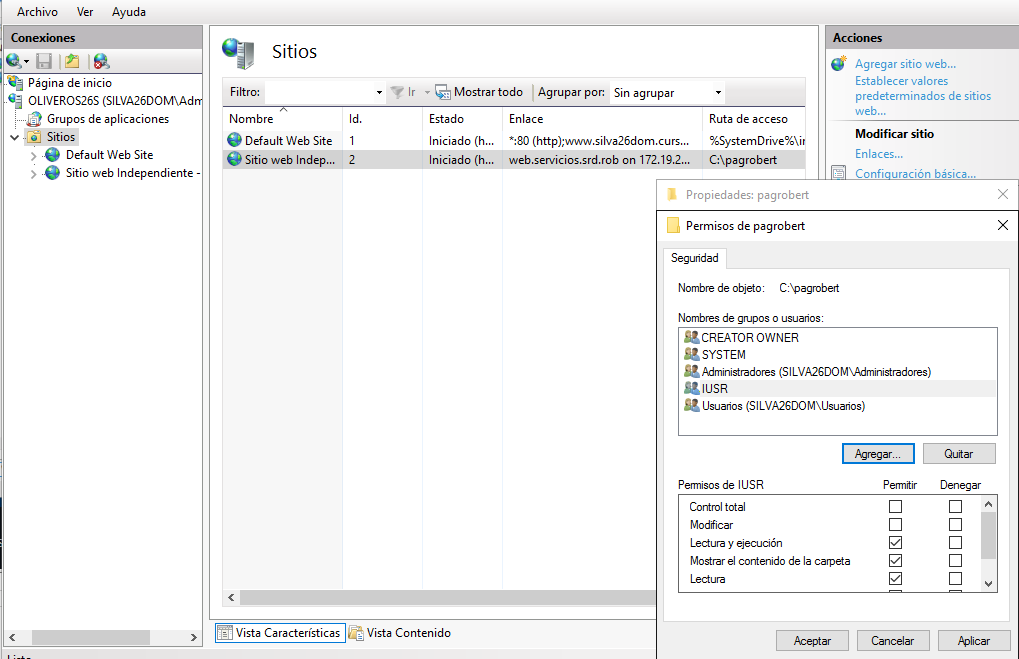 Archivo Ver Ayuda
Conexiones
Página de inicio
OLIVEROS26S (SILVA26DOM\Adm
Grupos de aplicaciones
Sitios
Default Web Site
Sitio web Independiente -
Sitios
Filtro: Ir Mostrar todo Agrupar por: Sin agrupar
Nombre Id. Estado Enlace Ruta de acceso
Default Web Site 1 Iniciado (h... *:80 (http);www.silva26dom.curs... %SystemDrive%\in
Sitio web Indep... 2 Iniciado (h... web.servicios.srd.rob on 172.19.2... C:\pagrobert
Vista Características Vista Contenido
Acciones
Agregar sitio web...
Establecer valores
predeterminados de sitios
web...
Modificar sitio
Enlaces...
Configuración básica...
Propiedades: pagrobert
Permisos de pagrobert
Seguridad
Nombre de objeto: C:\pagrobert
Nombres de grupos o usuarios:
CREATOR OWNER
SYSTEM
Administradores (SILVA26DOM\Administradores)
IUSR
Usuarios (SILVA26DOM\Usuarios)
Agregar... Quitar
Permisos de IUSR Permitir Denegar
Control total
Modificar
Lectura y ejecución
Mostrar el contenido de la carpeta
Lectura
Aceptar Cancelar Aplicar